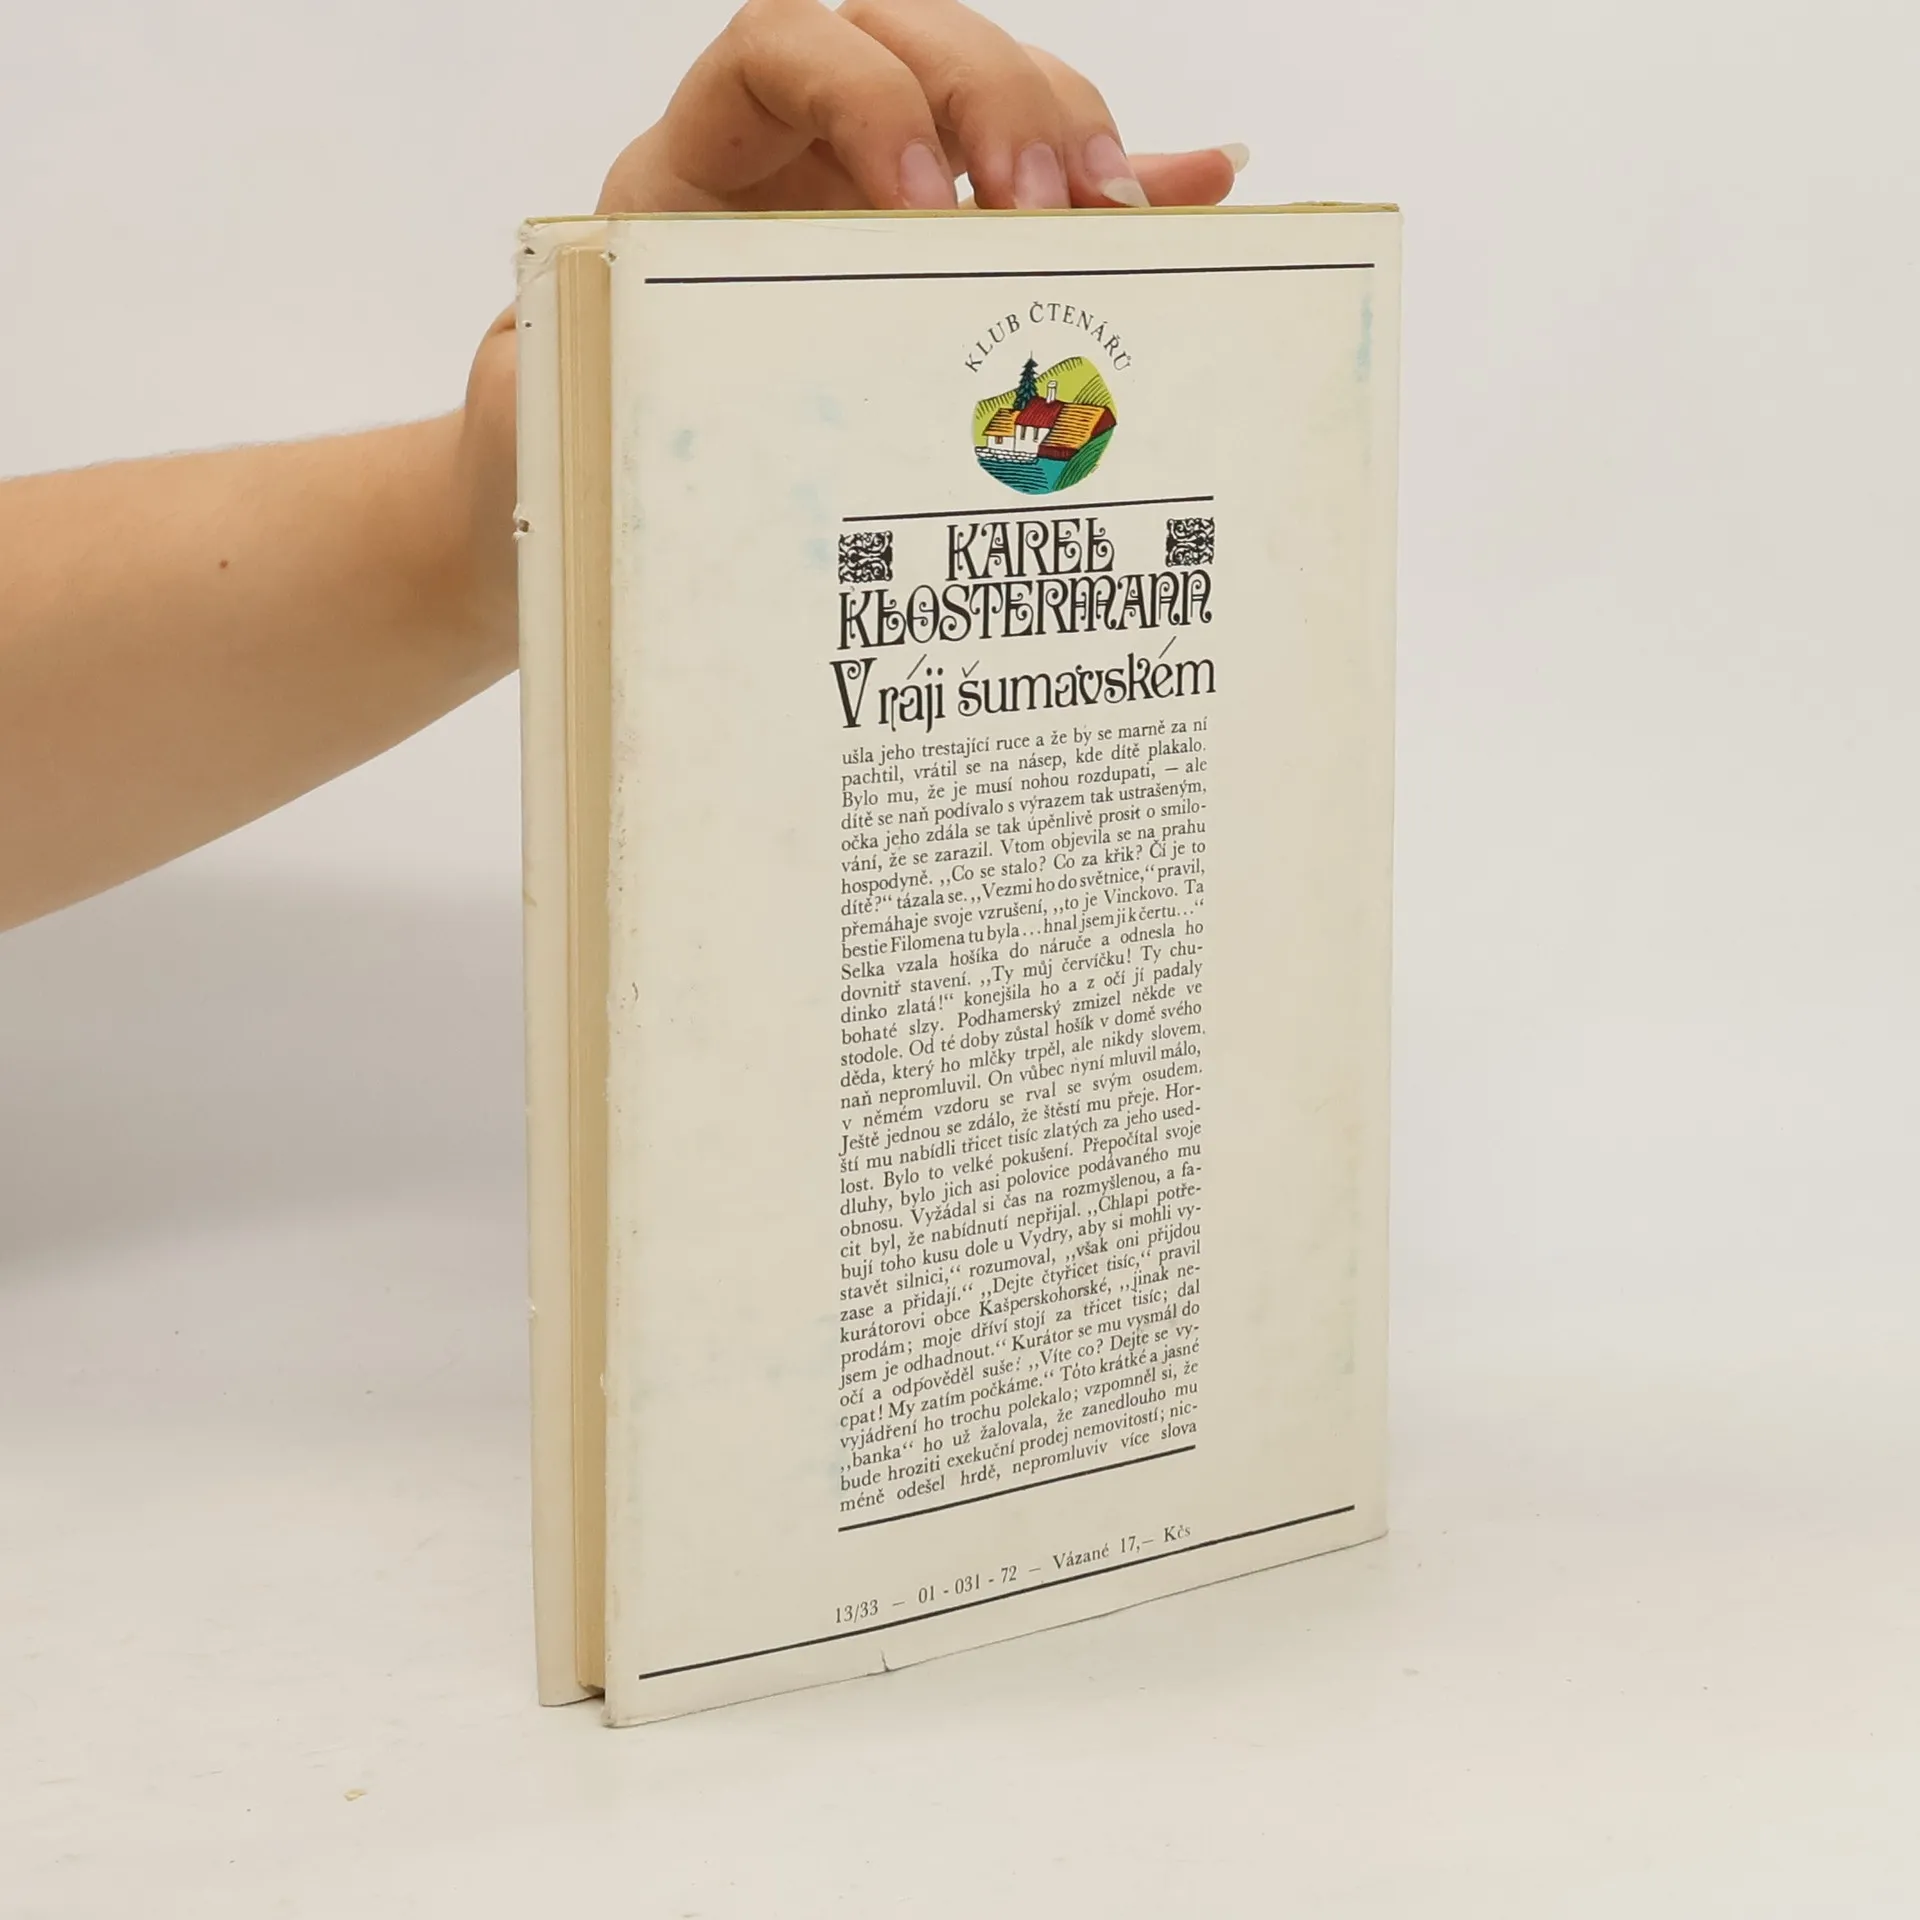 KLUB ČTENÁŘŮ
KAREL
KLOSTERMANN
V ráji šumavském
ušla jeho trestající ruce a že by se marně za ní
pachtil, vrátil se na násep, kde dítě plakalo.
Bylo mu, že je musí nohou rozdupati, — ale
dítě se naň podívalo s výrazem tak ustrašeným,
očka jeho zdála se tak úpěnlivě prosit o smilo-
vání, že se zarazil. Vtom objevila se na prahu
hospodyně. ,,Co se stalo? Co za křik? Čí je to
dítě?“ tázala se. ,,Vezmi ho do světnice,“ pravil,
přemáhaje svoje vzrušení, ,,to je Vinckovo. Ta
bestie Filomena tu byla...hnal jsem ji k čertu...“
Selka vzala hošíka do náruče a odnesla ho
dovnitř stavení. ,,Ty můj červíčku! Ty chu-
dinko zlatá!“ konejšila ho a z očí jí padaly
bohaté slzy. Podhamerský zmizel někde ve
stodole. Od té doby zůstal hošík v domě svého
děda, který ho mlčky trpěl, ale nikdy slovem
naň nepromluvil. On vůbec nyní mluvil málo,
v němém vzdoru se rval se svým osudem.
Ještě jednou se zdálo, že štěstí mu přeje. Hor-
ští mu nabídli třicet tisíc zlatých za jeho used-
lost. Bylo to velké pokušení. Přepočítal svoje
dluhy, bylo jich asi polovice podávaného mu
obnosu. Vyžádal si čas na rozmyšlenou, a fa-
cit byl, že nabídnutí nepřijal. ,,Chlapi potře-
bují toho kusu dole u Vydry, aby si mohli vy-
stavět silnici,“ rozumoval, ,,však oni přijdou
zase a přidají.“ ,,Dejte čtyřicet tisíc,“ pravil
kurátorovi obce Kašperskohorské, ,,jinak ne-
prodám; moje dříví stojí za třicet tisíc; dal
jsem je odhadnout.“ Kurátor se mu vysmál do
očí a odpověděl suše: ,,Víte co? Dejte se vy-
cpat! My zatím počkáme.“ Toto krátké a jasné
vyjádření ho trochu polekalo; vzpomněl si, že
,,banka“ ho už žalovala, že zanedlouho mu
bude hroziti exekuční prodej nemovitostí; nic-
méně odešel hrdě, nepromluviv více slova
13/33 — 01 - 031 - 72 — Vázané 17,— Kčs